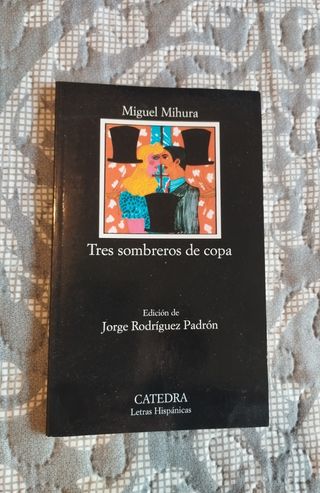 Miguel Mihura
Tres sombreros de copa
Edición de
Jorge Rodríguez Padrón
CATEDRA
Letras Hispánicas